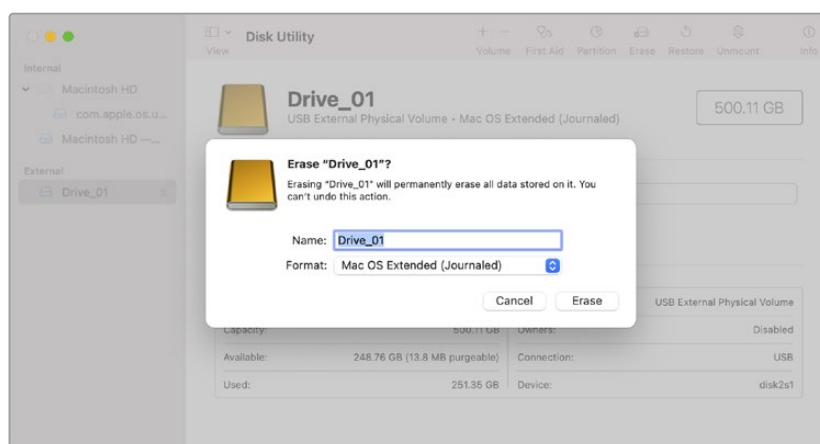 Disk Utility
View
Volume
First Aid
Partition
Erase
Restore
Unmount
Info
Internal
Macintosh HD
com.apple.os.u...
Macintosh HD —...
External
Drive_01
Drive_01
USB External Physical Volume • Mac OS Extended (Journaled)
500.11 GB
Erase "Drive_01"?
Erasing "Drive_01" will permanently erase all data stored on it. You
can't undo this action.
Name: Drive_01
Format: Mac OS Extended (Journaled)
Cancel
Erase
USB External Physical Volume
Capacity: 500.11 GB
Owners: Disabled
Available: 248.76 GB (13.8 MB purgeable)
Connection: USB
Used: 251.35 GB
Device: disk2s1